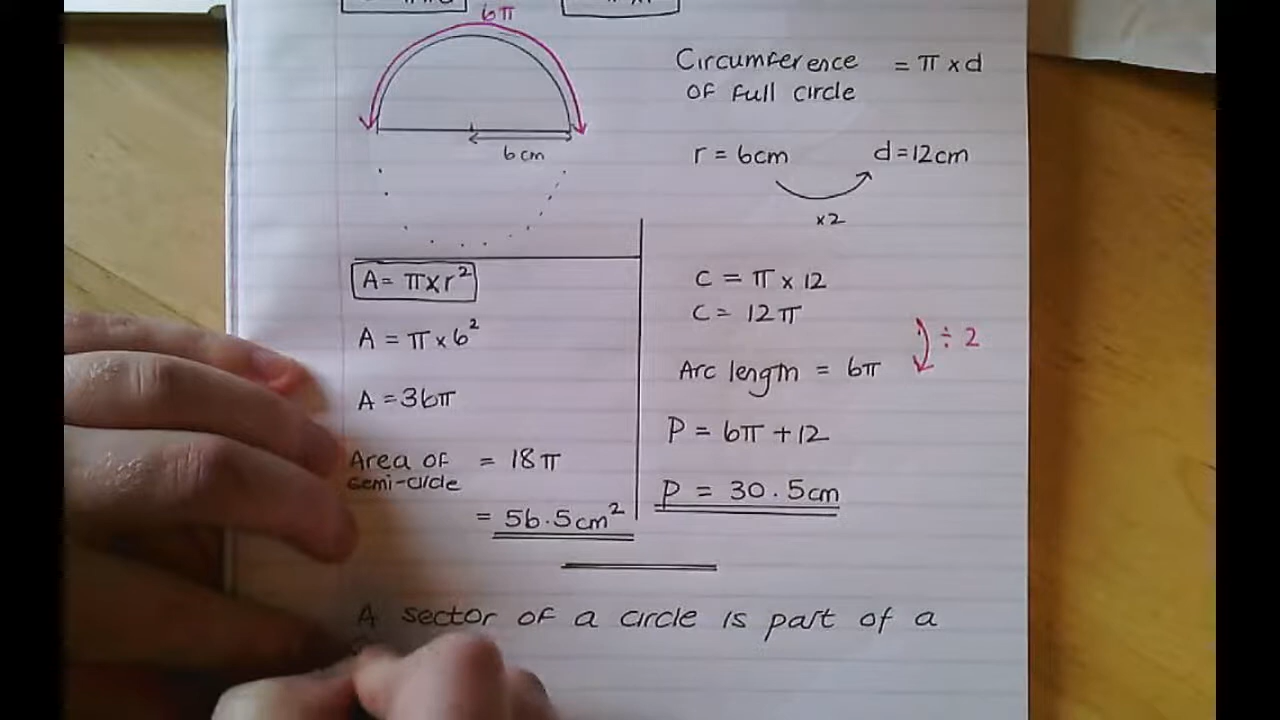 6π
6cm
Circumference = π x d
of full circle
r = 6cm d = 12cm
x2
A = π x r²
A = π x 6²
A = 36π
Area of = 18π
semi-circle
= 56.5cm²
C = π x 12
C = 12π
÷ 2
Arc length = 6π
P = 6π + 12
P = 30.5cm
A sector of a circle is part of a